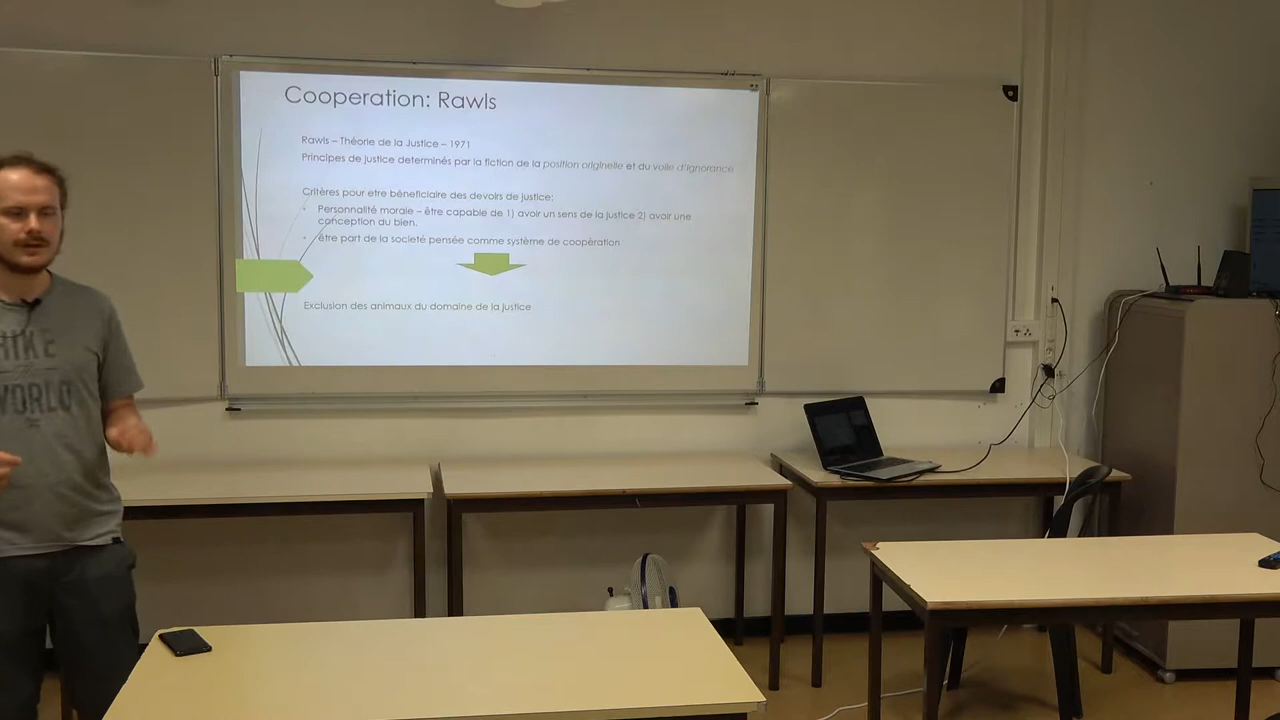 Cooperation: Rawls
Rawls – Théorie de la Justice – 1971
Principes de justice determinés par la fiction de la position originelle et du voile d'ignorance
Critères pour etre bénéficiaire des devoirs de justice:
Personnalité morale – être capable de 1) avoir un sens de la justice 2) avoir une
conception du bien.
être part de la societé pensée comme système de coopération
Exclusion des animaux du domaine de la justice
HIKE
WORLD